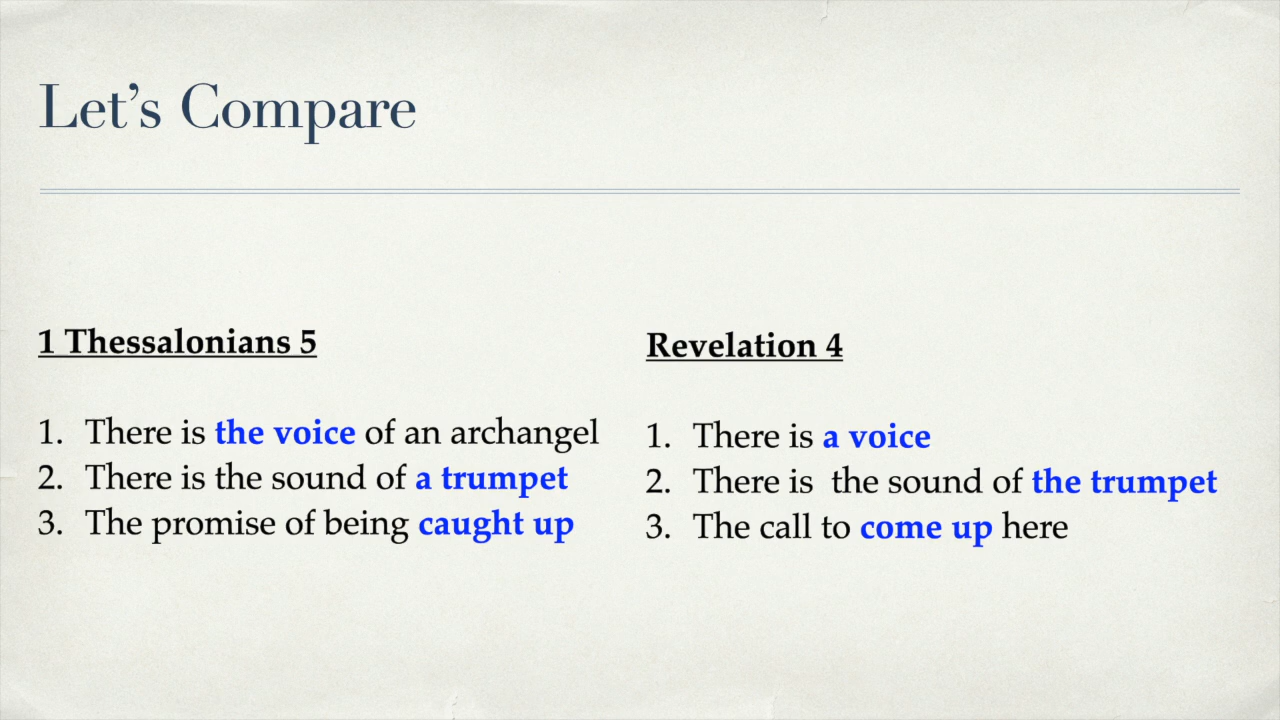 Let's Compare
1 Thessalonians 5
1. There is the voice of an archangel
2. There is the sound of a trumpet
3. The promise of being caught up
Revelation 4
1. There is a voice
2. There is  the sound of the trumpet
3. The call to come up here